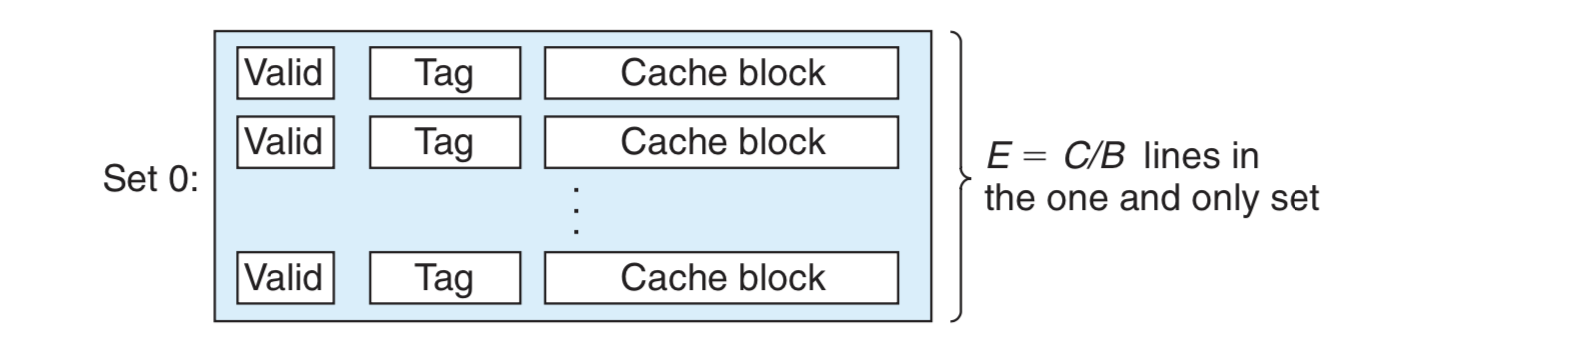 Valid Tag Cache block
Valid Tag Cache block
Set 0:
E = C/B lines in
the one and only set
Valid Tag Cache block